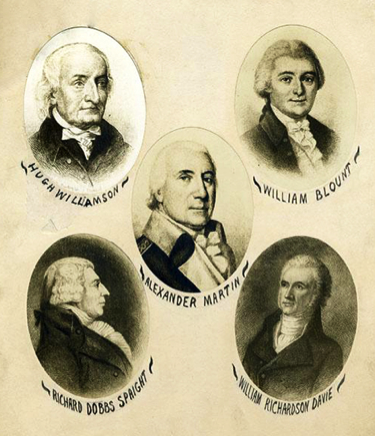 HUGH WILLIAMSON
WILLIAM BLOUNT
ALEXANDER MARTIN
RICHARD DOBBS SPAIGHT
WILLIAM RICHARDSON DAVIE